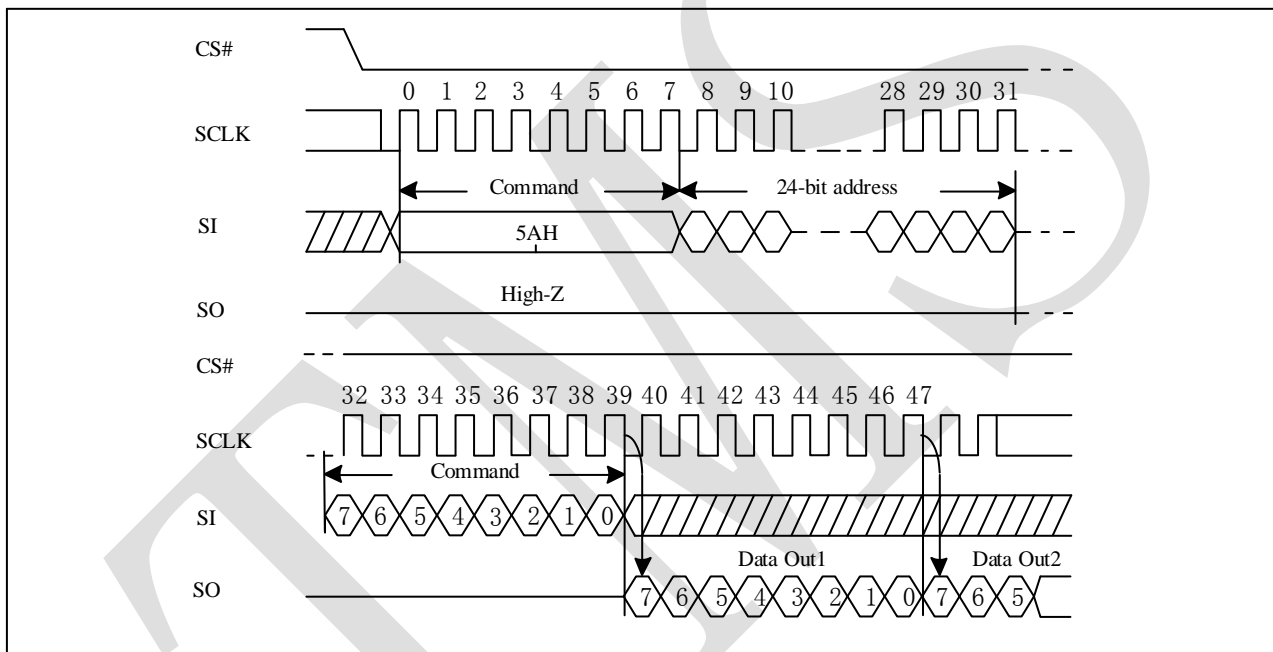 CS#
0 1 2 3 4 5 6 7 8 9 10 28 29 30 31
SCLK
Command 24-bit address
SI
5AH
High-Z
SO
CS#
32 33 34 35 36 37 38 39 40 41 42 43 44 45 46 47
SCLK
Command
SI 7 6 5 4 3 2 1 0
Data Out1 Data Out2
SO 7 6 5 4 3 2 1 0 7 6 5
TMS